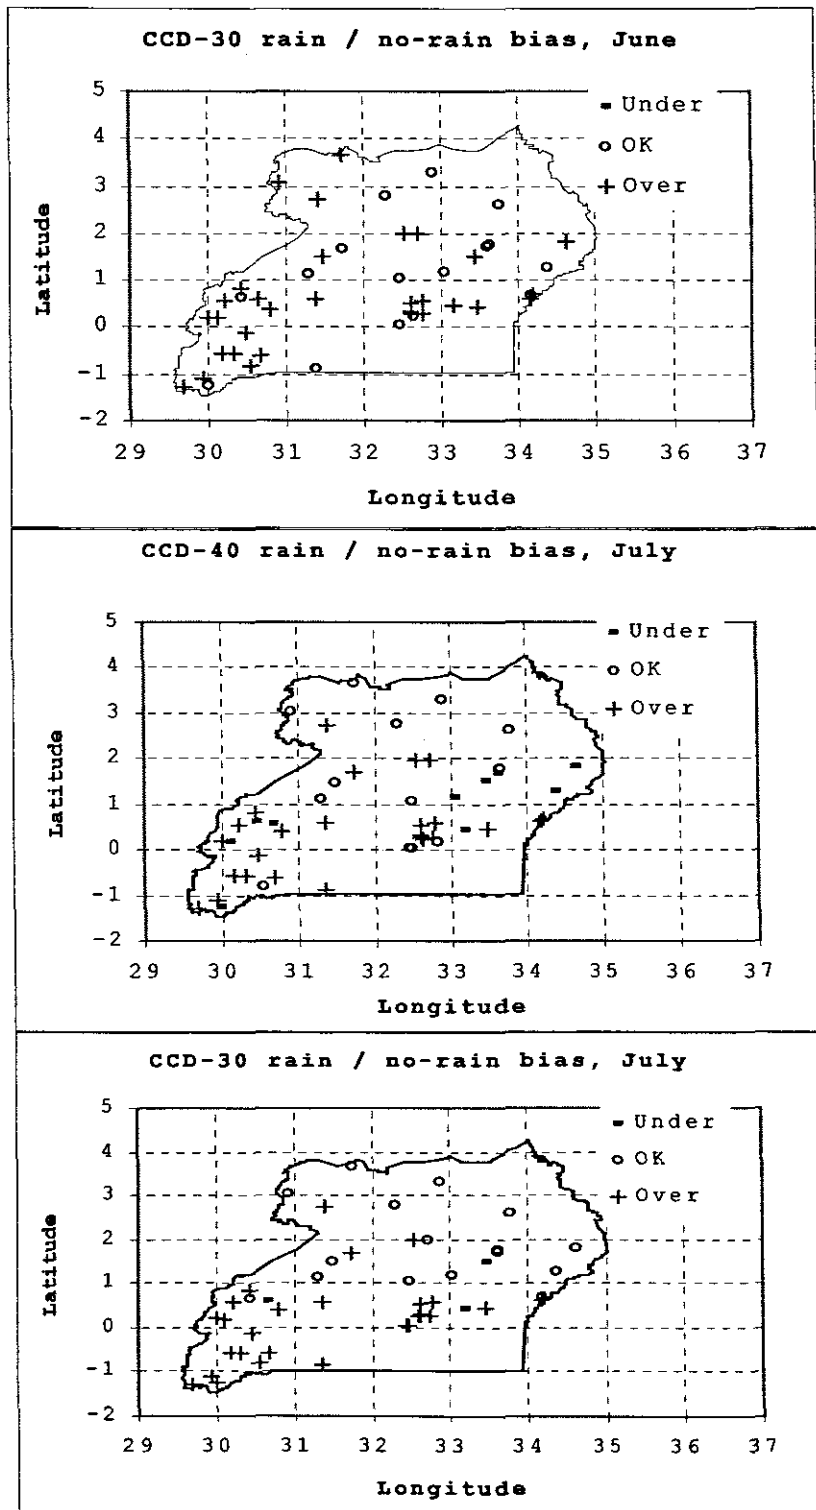 CCD-30 rain / no-rain bias, June
5
4
3
2
1
0
-1
-2
Latitude
Under
OK
Over
29 30 31 32 33 34 35 36 37
Longitude
CCD-40 rain / no-rain bias, July
5
4
3
2
1
0
-1
-2
Latitude
Under
OK
Over
29 30 31 32 33 34 35 36 37
Longitude
CCD-30 rain / no-rain bias, July
5
4
3
2
1
0
-1
-2
Latitude
Under
OK
Over
29 30 31 32 33 34 35 36 37
Longitude